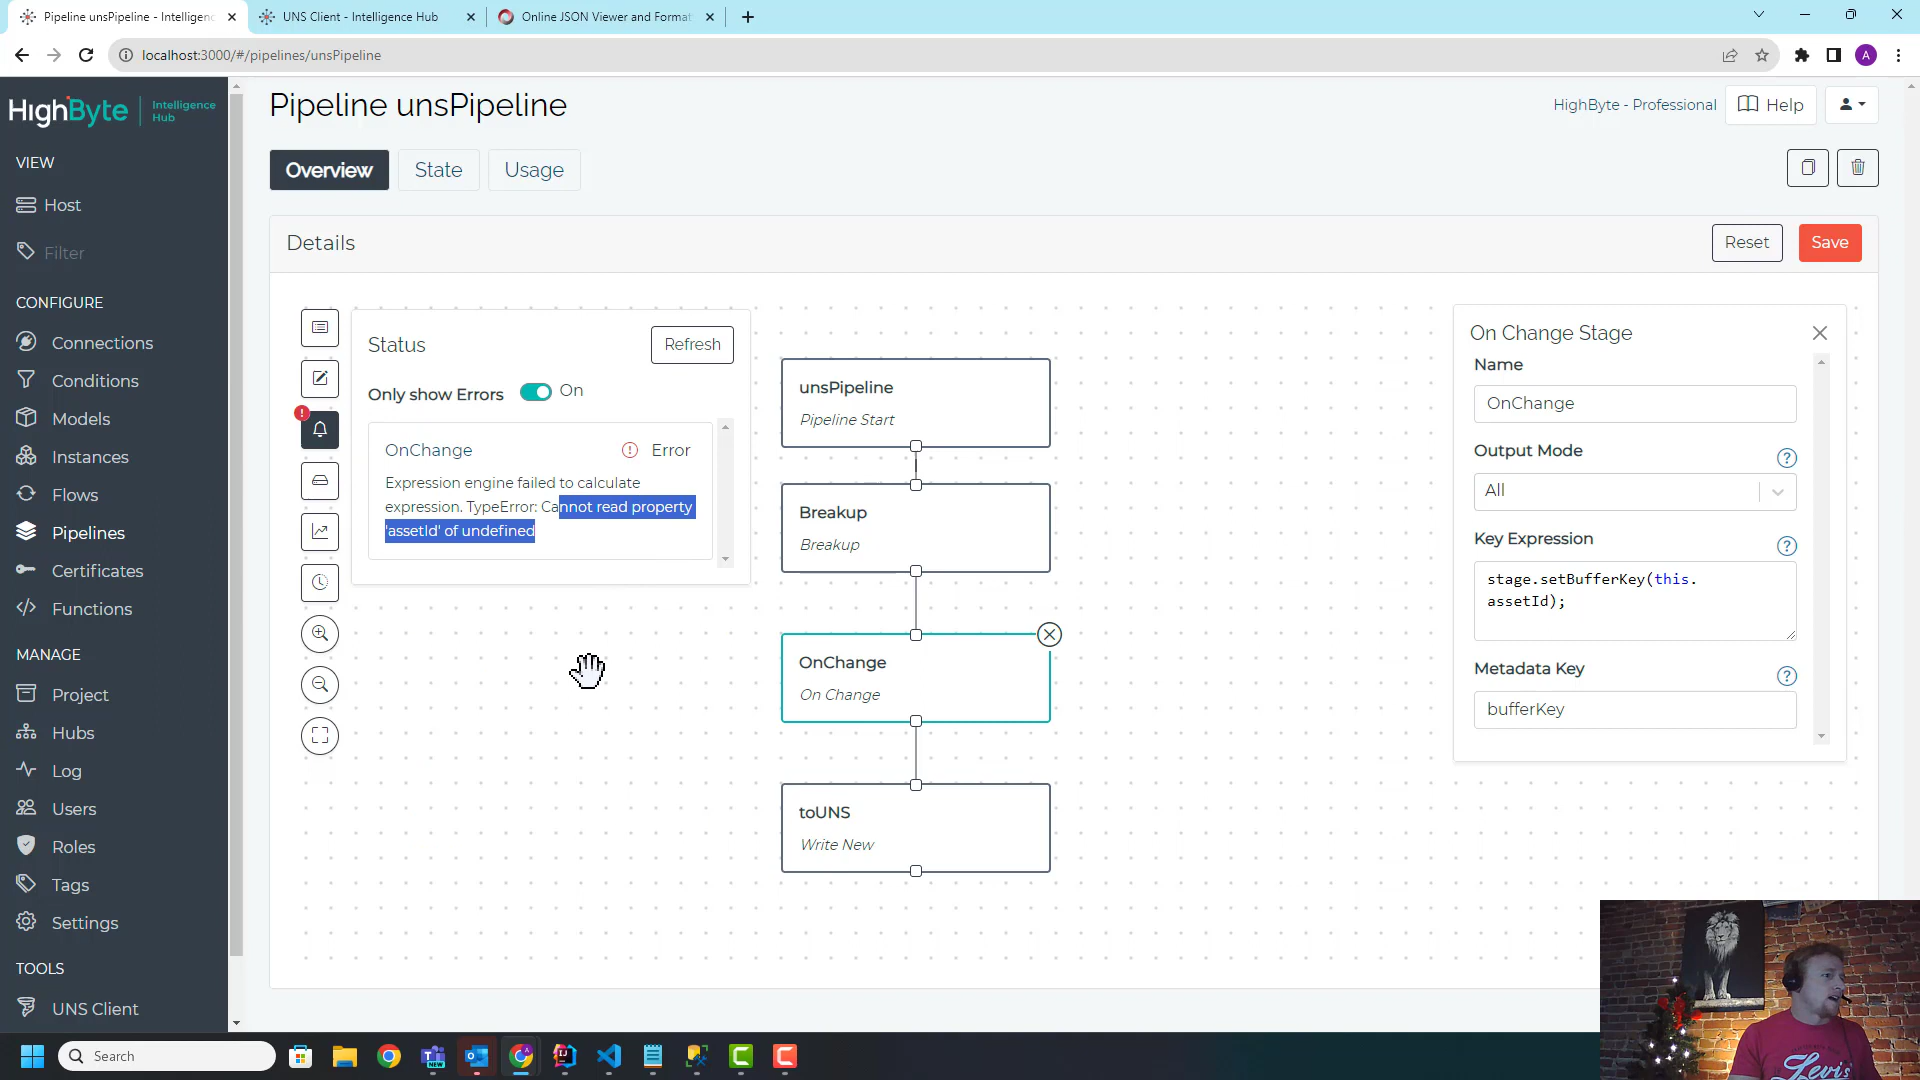 Pipeline unsPipeline - Intelligenc
UNS Client - Intelligence Hub
Online JSON Viewer and Format
localhost:3000/#/pipelines/unsPipeline
A
HighByte
Intelligence
Hub
VIEW
Host
Filter
CONFIGURE
Connections
Conditions
Models
Instances
Flows
Pipelines
Certificates
Functions
MANAGE
Project
Hubs
Log
Users
Roles
Tags
Settings
TOOLS
UNS Client
Pipeline unsPipeline
HighByte - Professional
Help
Overview
State
Usage
Details
Reset
Save
Status
Refresh
Only show Errors
On
OnChange
Error
Expression engine failed to calculate
expression. TypeError: Cannot read property
'assetId' of undefined
unsPipeline
Pipeline Start
Breakup
Breakup
OnChange
On Change
toUNS
Write New
On Change Stage
Name
OnChange
Output Mode
All
Key Expression
stage.setBufferKey(this.
assetId);
Metadata Key
bufferKey
Levi's
Search
NEW